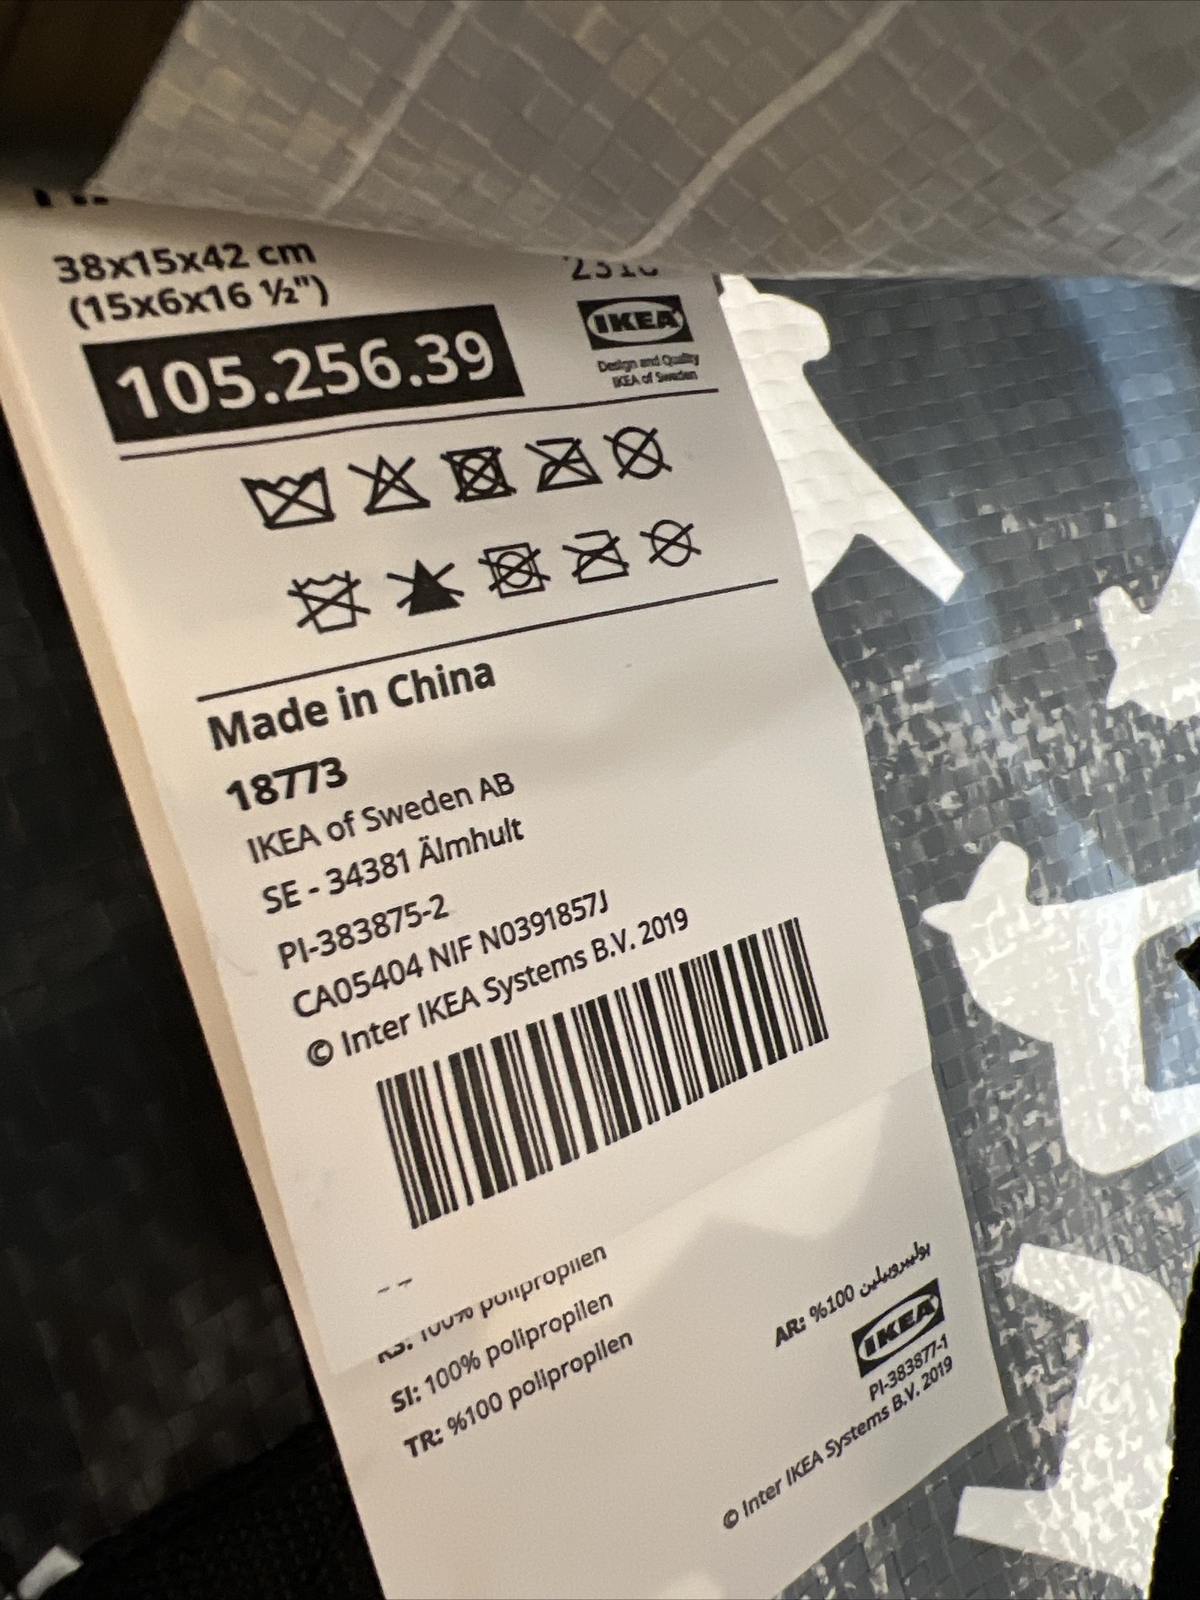 38x15x42 cm
(15x6x16 ½")
105.256.39
IKEA
Design and Quality
IKEA of Sweden
Made in China
18773
IKEA of Sweden AB
SE - 34381 Älmhult
PI-383875-2
CA05404 NIF N0391857J
© Inter IKEA Systems B.V. 2019
100% polipropilen
SI: 100% polipropilen
TR: %100 polipropilen
AR: %100 بوليبروبيلين
IKEA
PI-383877-1
© Inter IKEA Systems B.V. 2019